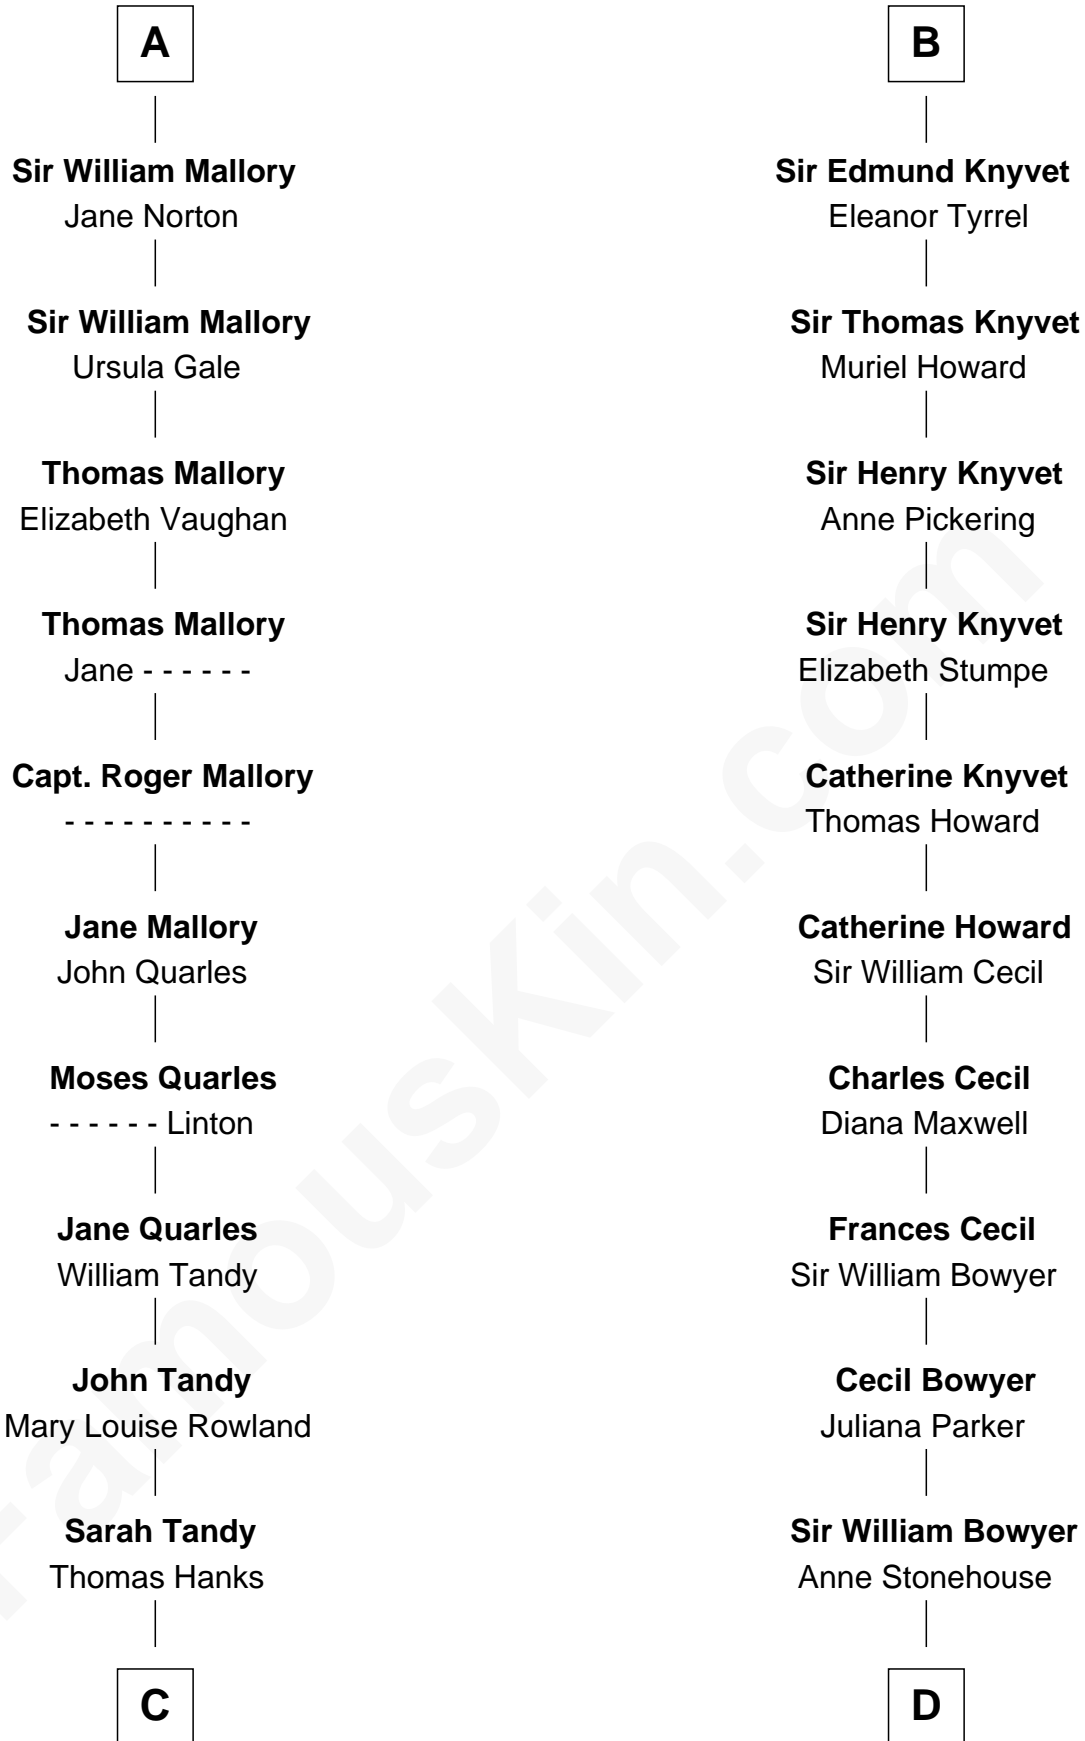 A
Sir William Mallory
Jane Norton
Sir William Mallory
Ursula Gale
Thomas Mallory
Elizabeth Vaughan
Thomas Mallory
Jane - - - - - -
Capt. Roger Mallory
- - - - - - - - - -
Jane Mallory
John Quarles
Moses Quarles
- - - - - - Linton
Jane Quarles
William Tandy
John Tandy
Mary Louise Rowland
Sarah Tandy
Thomas Hanks
C
B
Sir Edmund Knyvet
Eleanor Tyrrel
Sir Thomas Knyvet
Muriel Howard
Sir Henry Knyvet
Anne Pickering
Sir Henry Knyvet
Elizabeth Stumpe
Catherine Knyvet
Thomas Howard
Catherine Howard
Sir William Cecil
Charles Cecil
Diana Maxwell
Frances Cecil
Sir William Bowyer
Cecil Bowyer
Juliana Parker
Sir William Bowyer
Anne Stonehouse
D
FamousKin.com